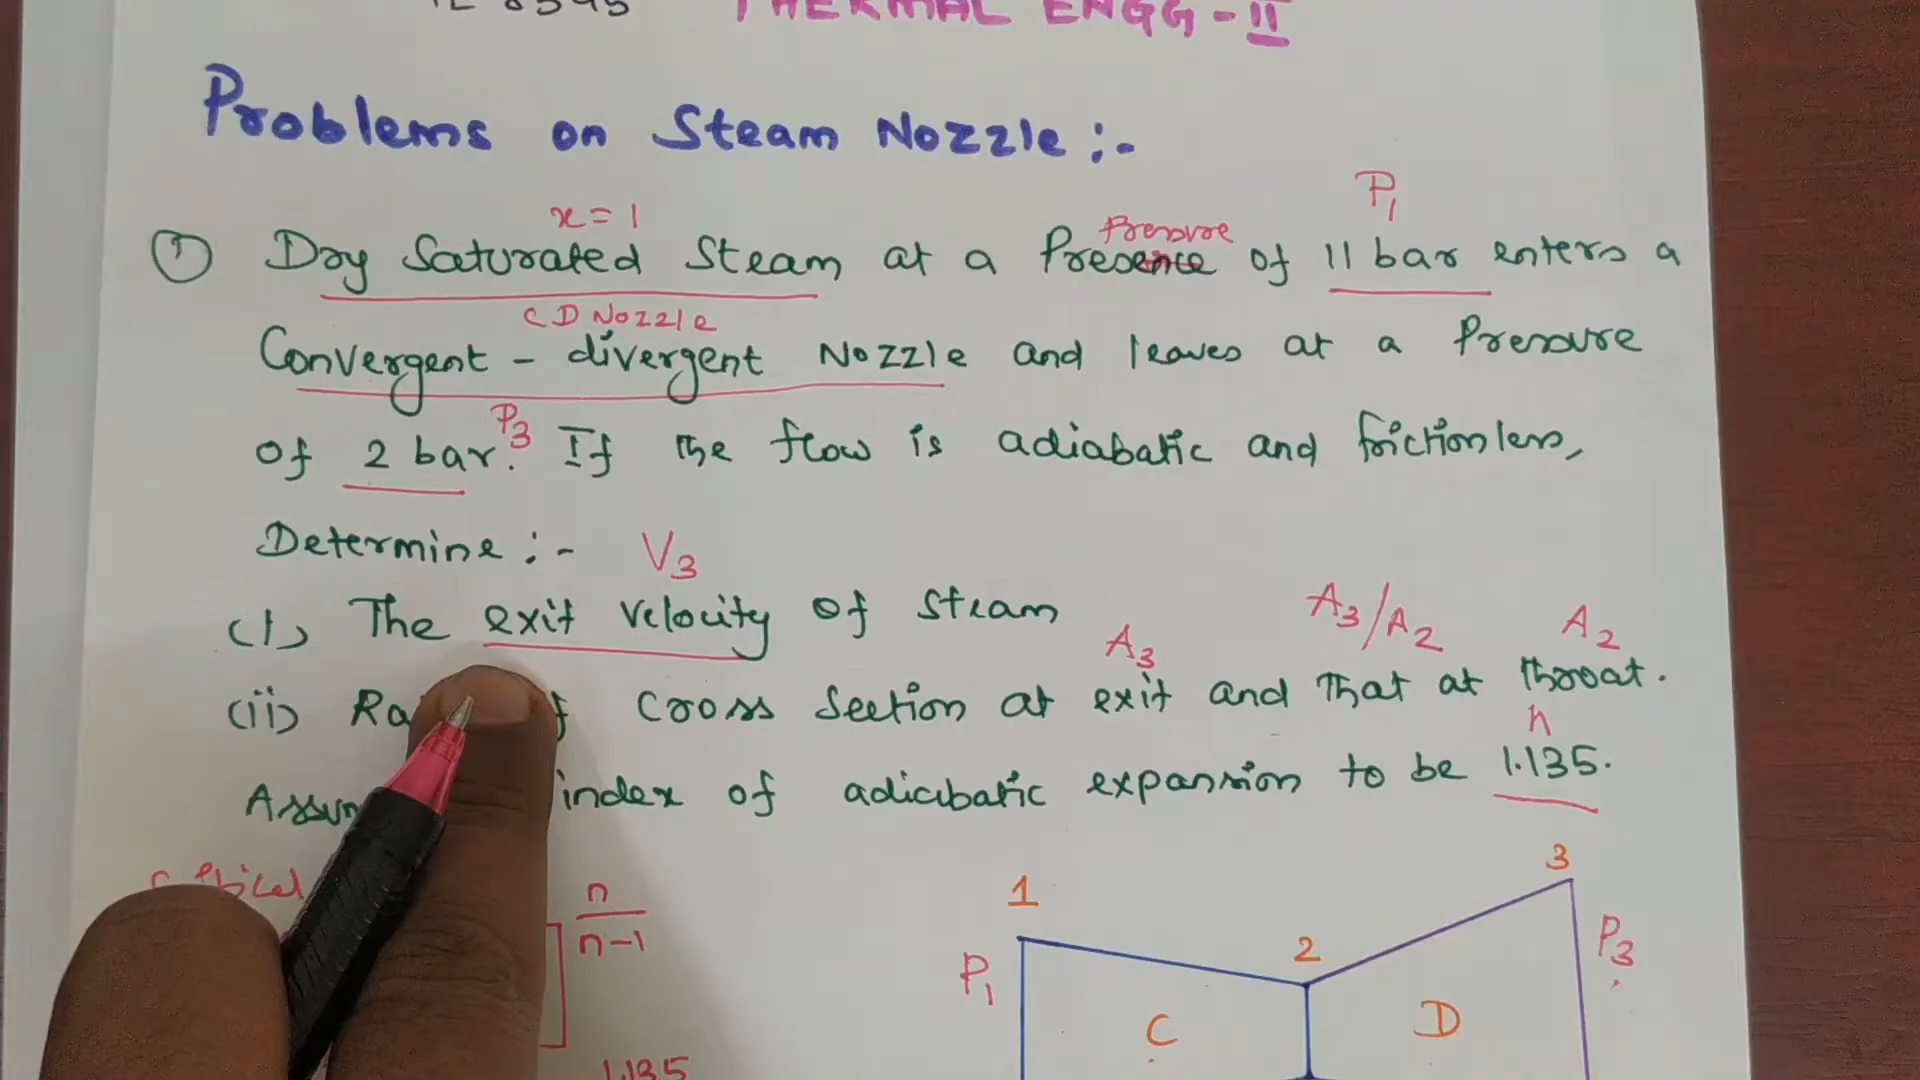 THERMAL ENGG - II
Problems on Steam Nozzle :-
P1
x = 1
Pressure
① Dry Saturated Steam at a Presence of 11 bar enters a
CD Nozzle
Convergent - divergent Nozzle and leaves at a Pressure
P3
of 2 bar. If the flow is adiabatic and frictionless,
Determine :- V3
(i) The exit velocity of steam
A3 A3/A2 A2
(ii) cross Section at exit and that at throat.
n
index of adiabatic expansion to be 1.135.
n
n-1
1.135
1 2 3
P1 C D P3